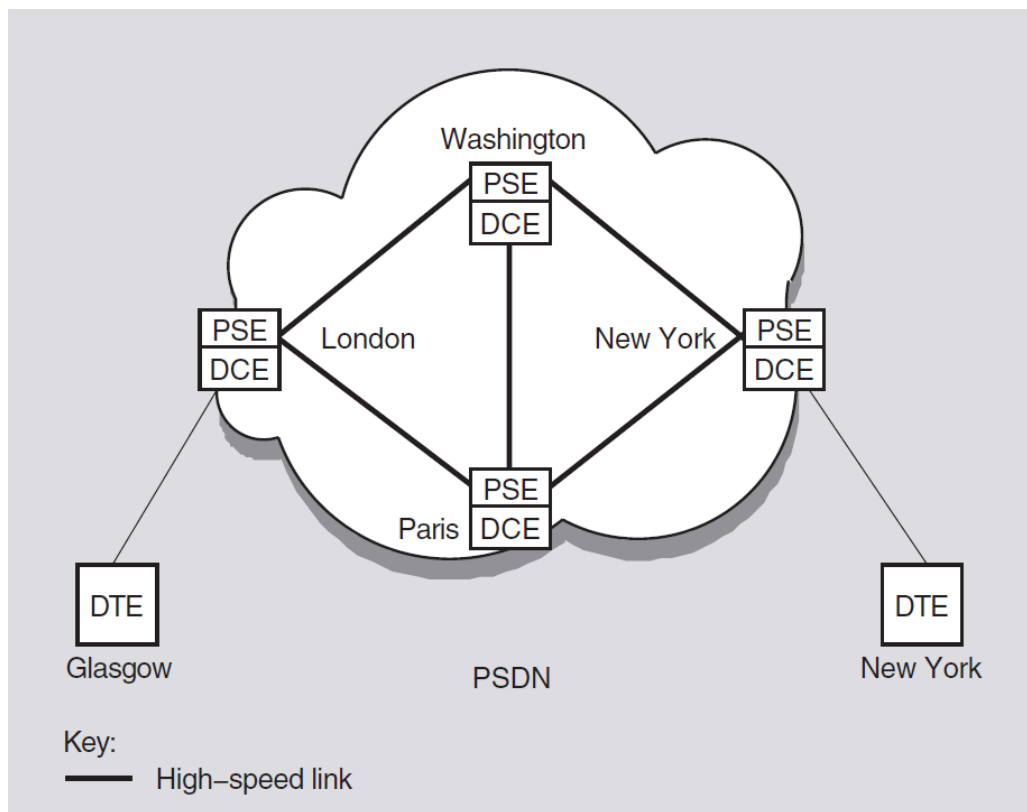 Washington
PSE
DCE
PSE
London
New York
PSE
DCE
DCE
PSE
Paris
DCE
DTE
DTE
Glasgow
PSDN
New York
Key:
High–speed link